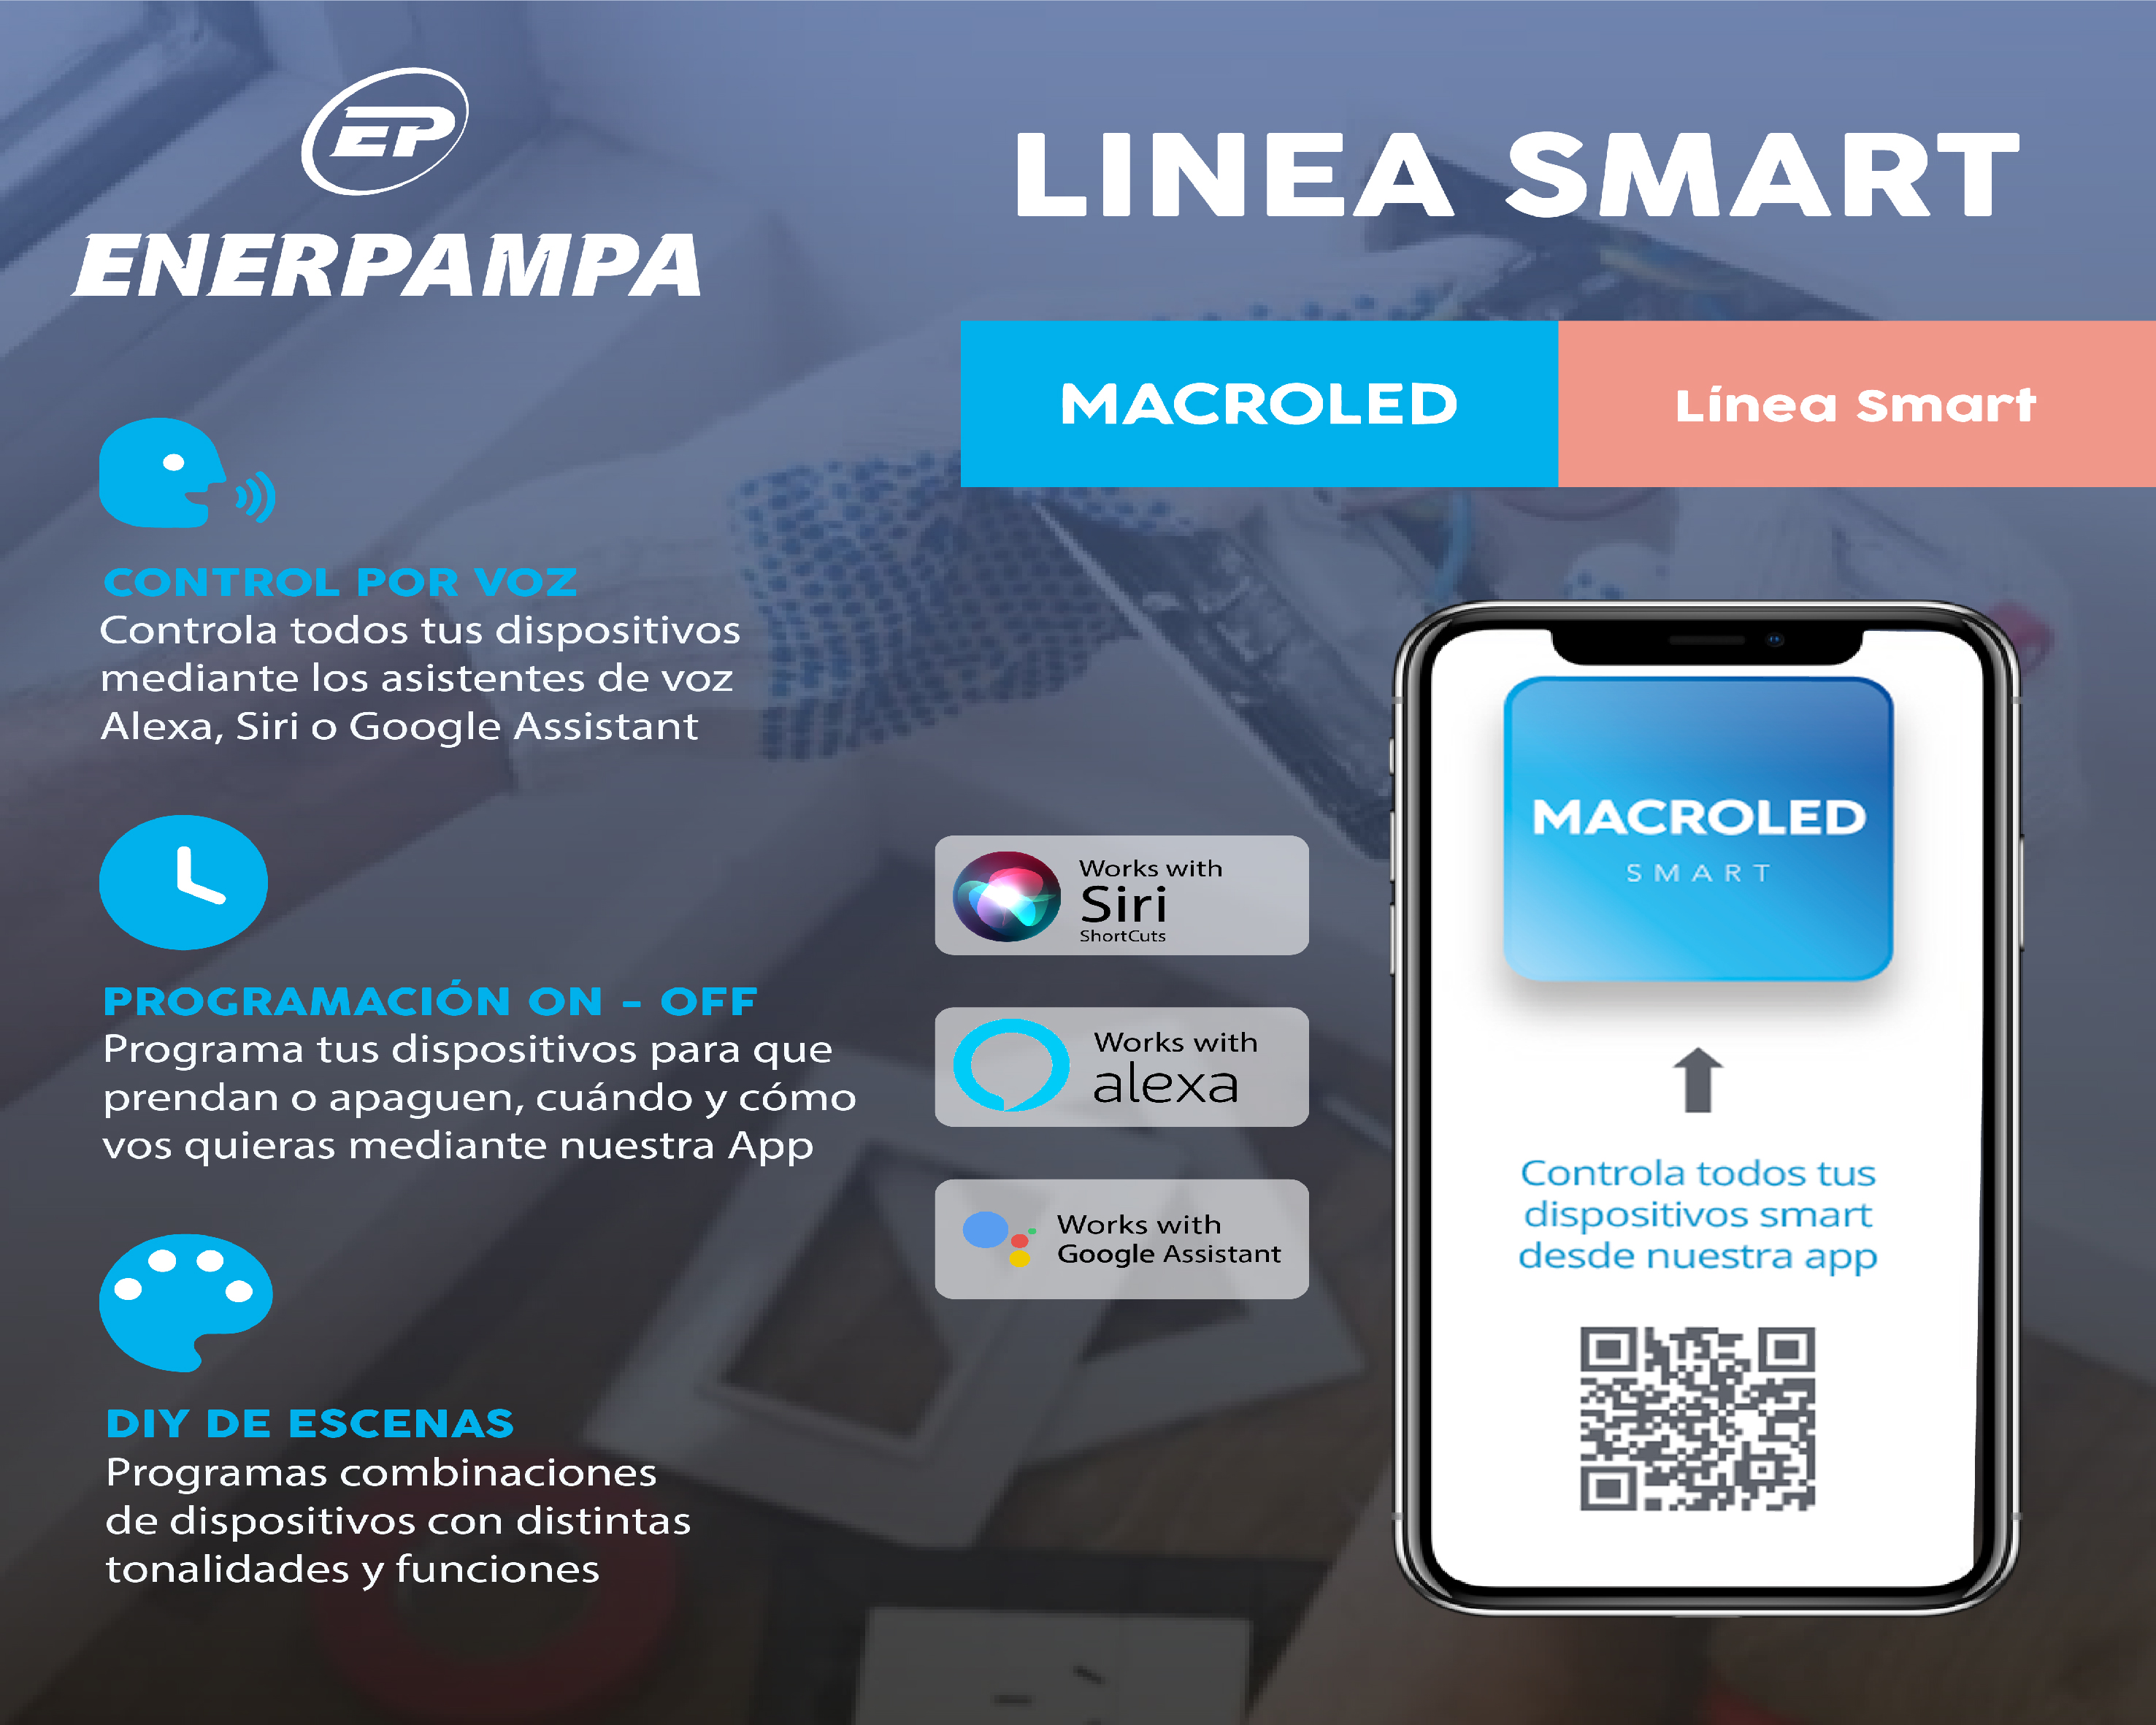 EP
ENERPAMPA
LINEA SMART
MACROLED
Línea Smart
CONTROL POR VOZ
Controla todos tus dispositivos
mediante los asistentes de voz
Alexa, Siri o Google Assistant
PROGRAMACIÓN ON - OFF
Programa tus dispositivos para que
prendan o apaguen, cuándo y cómo
vos quieras mediante nuestra App
DIY DE ESCENAS
Programas combinaciones
de dispositivos con distintas
tonalidades y funciones
Works with
Siri
ShortCuts
Works with
alexa
Works with
Google Assistant
MACROLED
SMART
Controla todos tus
dispositivos smart
desde nuestra app